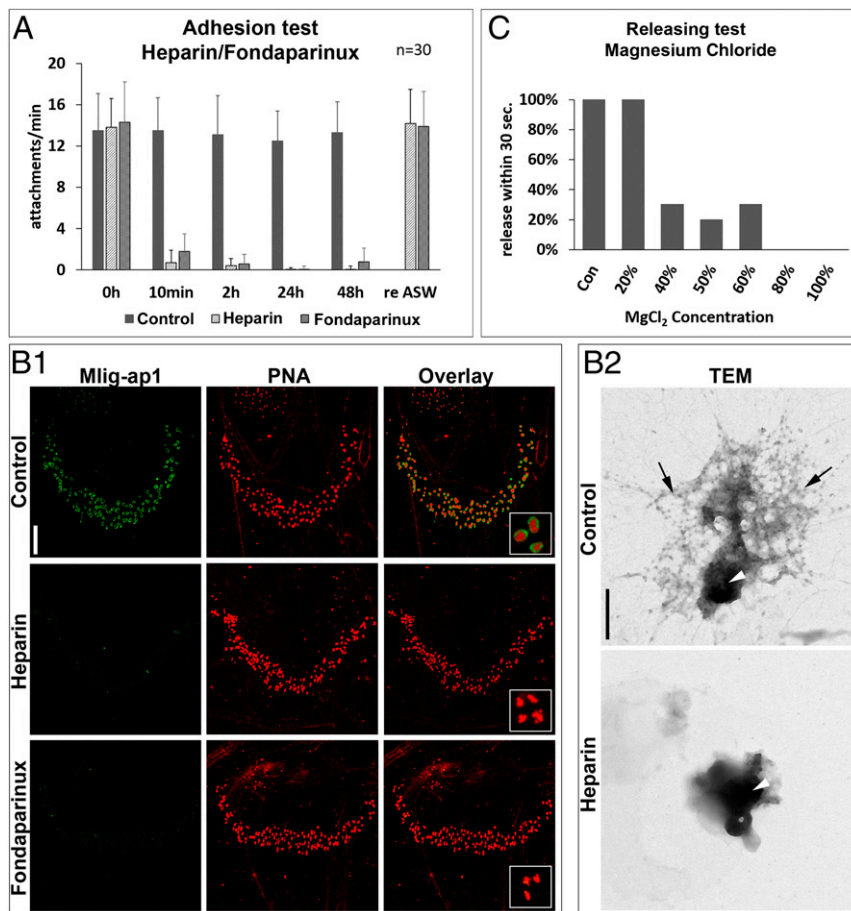 A
Adhesion test
Heparin/Fondaparinux
n=30
attachments/min
20
16
12
8
4
0
0h 10min 2h 24h 48h re ASW
Control Heparin Fondaparinux
C
Releasing test
Magnesium Chloride
release within 30 sec.
100%
80%
60%
40%
20%
0%
Con 20% 40% 50% 60% 80% 100%
MgCl₂ Concentration
B1
Mlig-ap1 PNA Overlay
Control
Heparin
Fondaparinux
B2
TEM
Control
Heparin